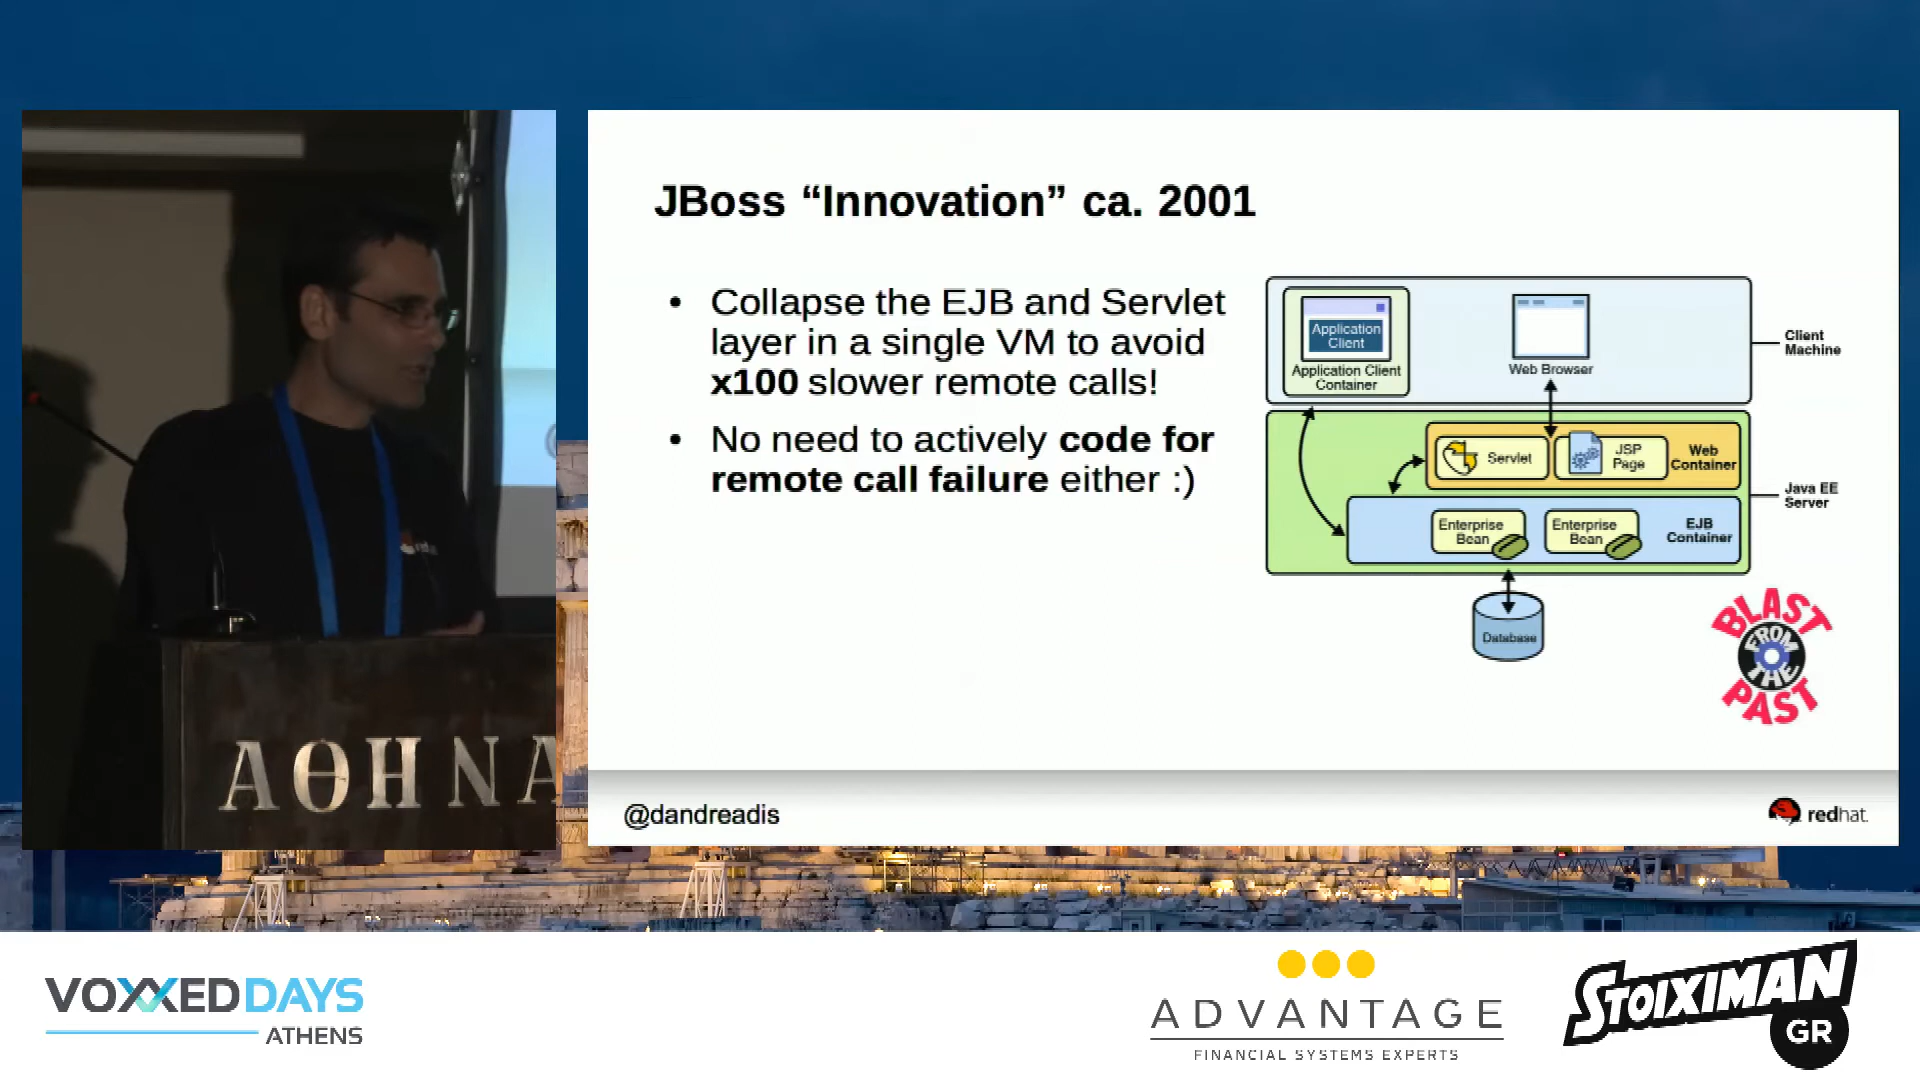 JBoss “Innovation” ca. 2001
• Collapse the EJB and Servlet
layer in a single VM to avoid
x100 slower remote calls!
• No need to actively code for
remote call failure either :)
Application
Client
Application Client
Container
Web Browser
Client
Machine
Servlet
JSP
Page
Web
Container
Java EE
Server
Enterprise
Bean
Enterprise
Bean
EJB
Container
Database
BLAST
FROM
THE
PAST
@dandreadis
redhat.
ΑΘΗΝΑ
VOXXEDDAYS
ATHENS
ADVANTAGE
FINANCIAL SYSTEMS EXPERTS
STOIXIMAN
GR